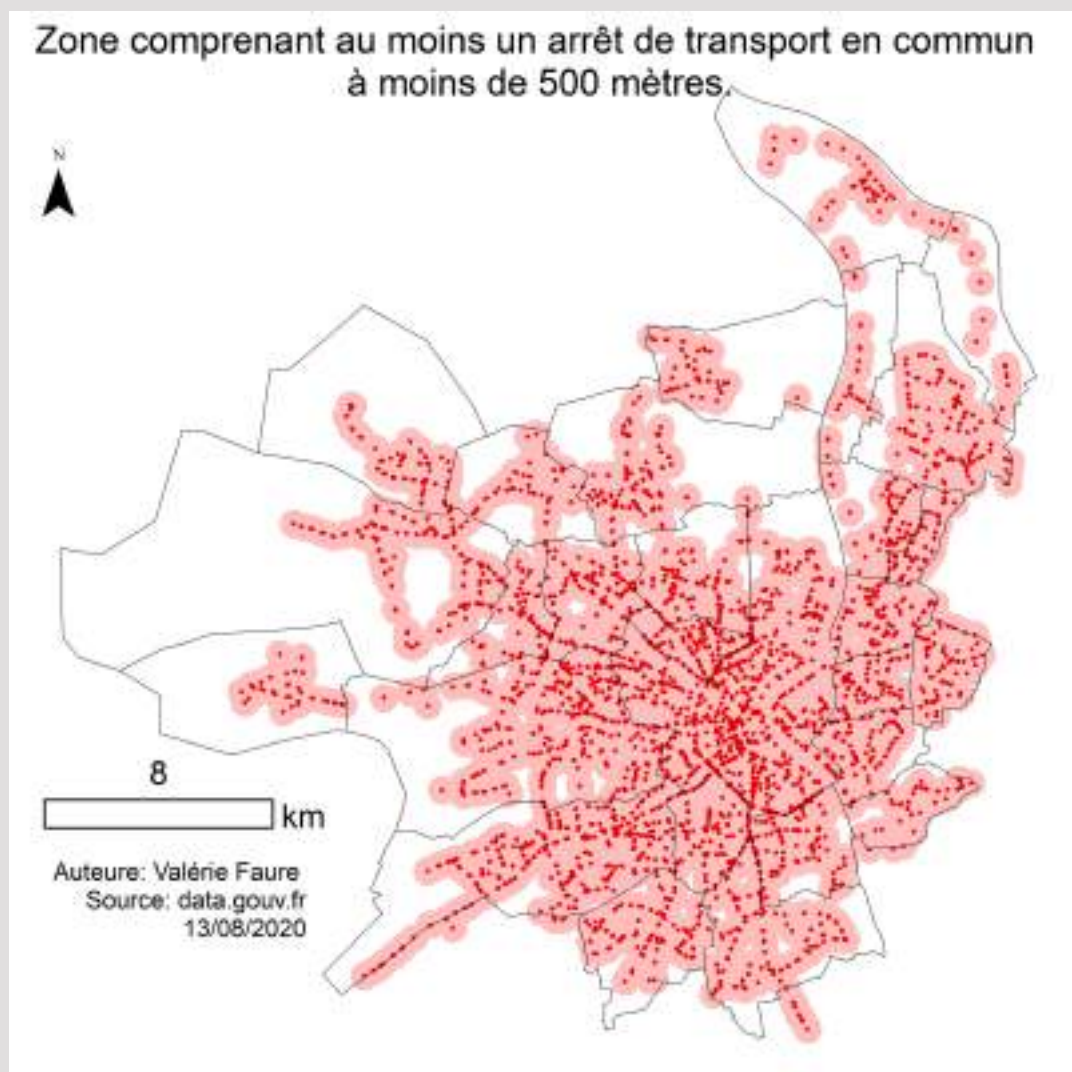 Zone comprenant au moins un arrêt de transport en commun
à moins de 500 mètres.
N
8
km
Auteure: Valérie Faure
Source: data.gouv.fr
13/08/2020